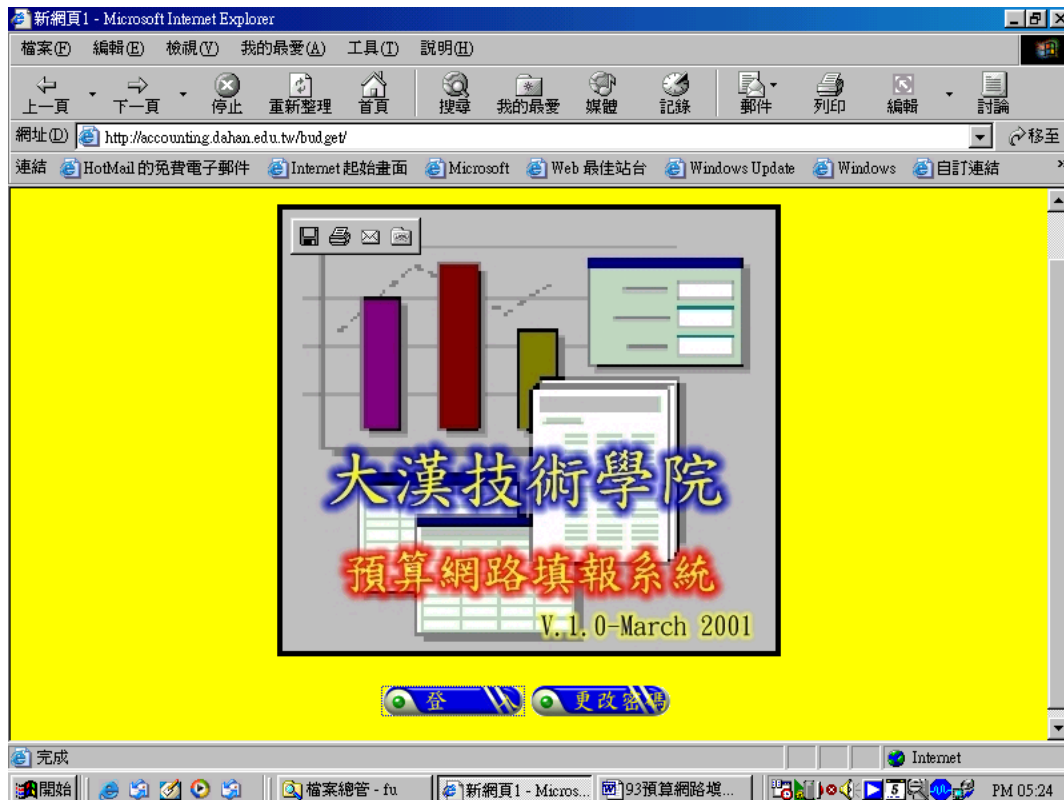 新網頁1 - Microsoft Internet Explorer
檔案(F) 編輯(E) 檢視(V) 我的最愛(A) 工具(T) 說明(H)
上一頁 下一頁 停止 重新整理 首頁 搜尋 我的最愛 媒體 記錄 郵件 列印 編輯 討論
網址(D) http://accounting.dahan.edu.tw/budget/ 移至
連結 HotMail 的免費電子郵件 Internet 起始畫面 Microsoft Web 最佳站台 Windows Update Windows 自訂連結 »
大漢技術學院
預算網路填報系統
V.1.0-March 2001
登 入 更改密碼
完成 Internet
開始 檔案總管 - fu 新網頁1 - Micros... 93預算網路填... PM 05:24